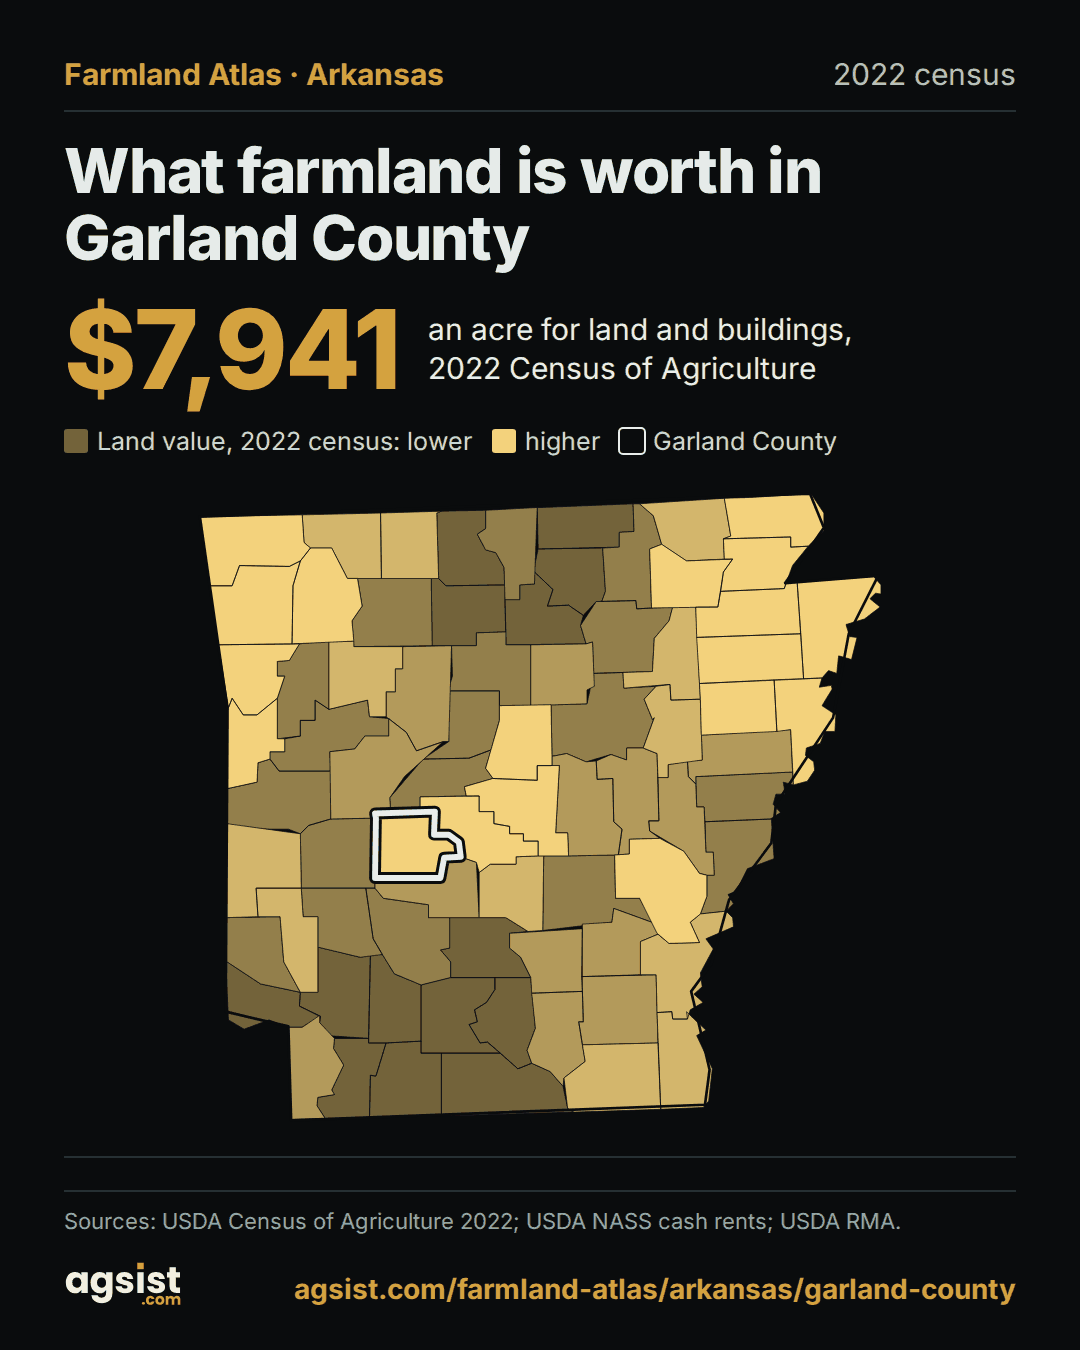 Farmland Atlas · Arkansas
2022 census
What farmland is worth in
Garland County
$7,941
an acre for land and buildings,
2022 Census of Agriculture
Land value, 2022 census: lower
higher
Garland County
Sources: USDA Census of Agriculture 2022; USDA NASS cash rents; USDA RMA.
agsist
.com
agsist.com/farmland-atlas/arkansas/garland-county